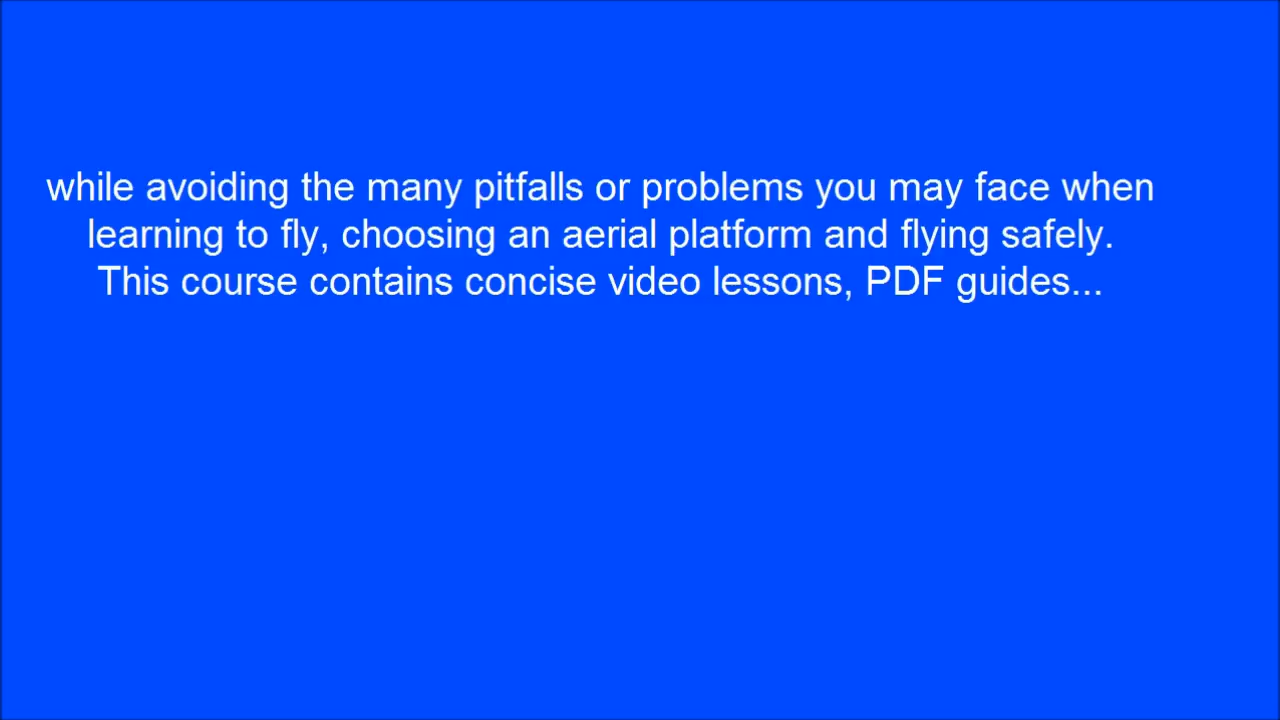 while avoiding the many pitfalls or problems you may face when
learning to fly, choosing an aerial platform and flying safely.
This course contains concise video lessons, PDF guides...